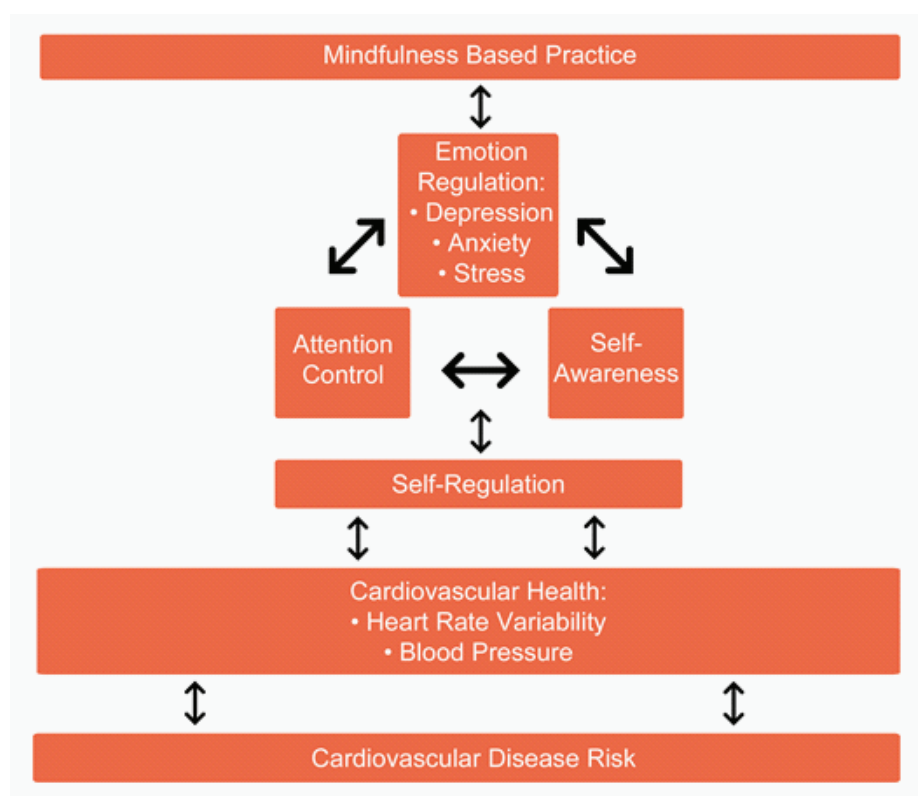 Mindfulness Based Practice
Emotion
Regulation:
• Depression
• Anxiety
• Stress
Attention
Control
Self-
Awareness
Self-Regulation
Cardiovascular Health:
• Heart Rate Variability
• Blood Pressure
Cardiovascular Disease Risk